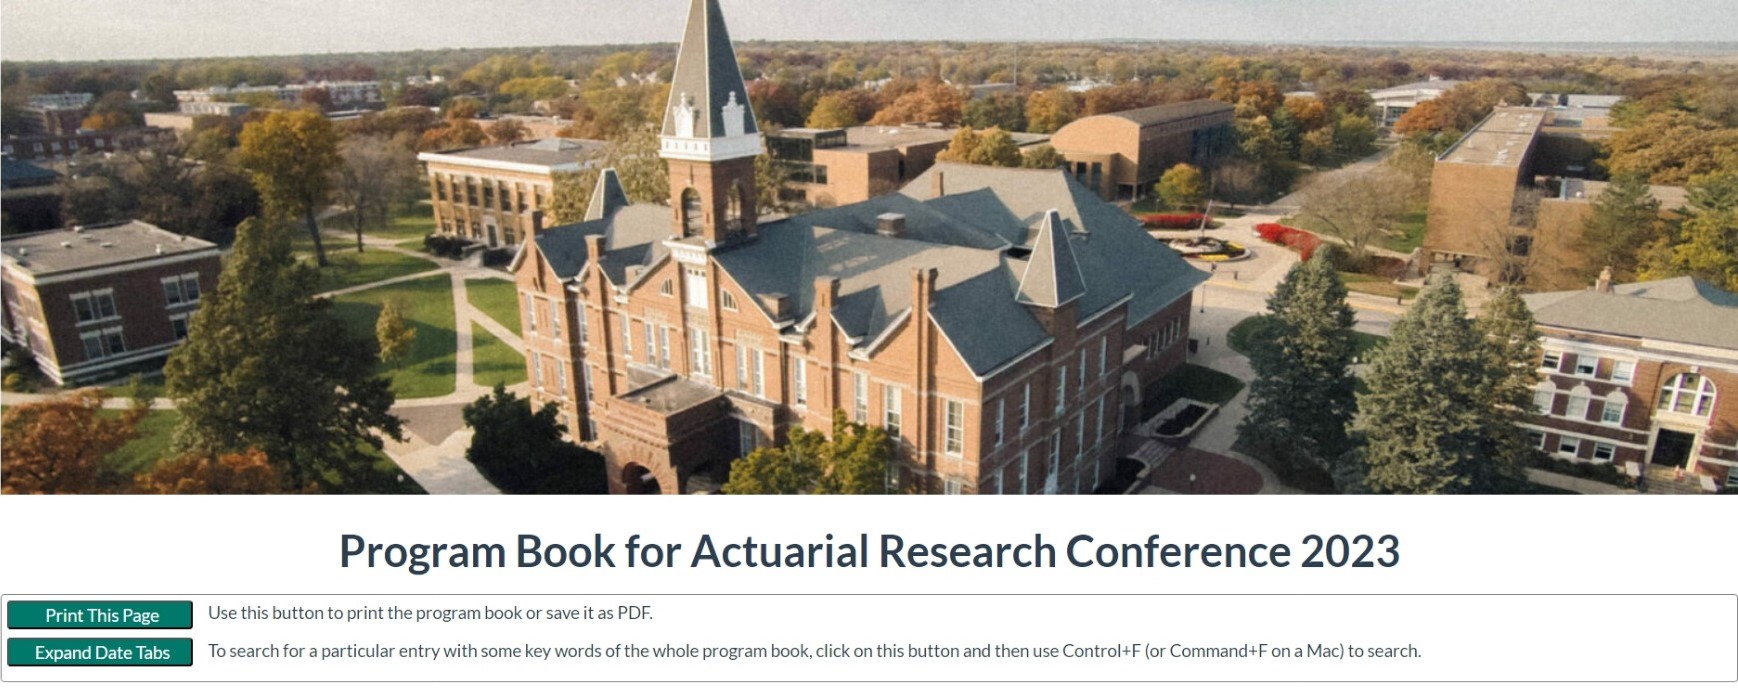 Program Book for Actuarial Research Conference 2023
Print This Page
Use this button to print the program book or save it as PDF.
Expand Date Tabs
To search for a particular entry with some key words of the whole program book, click on this button and then use Control+F (or Command+F on a Mac) to search.